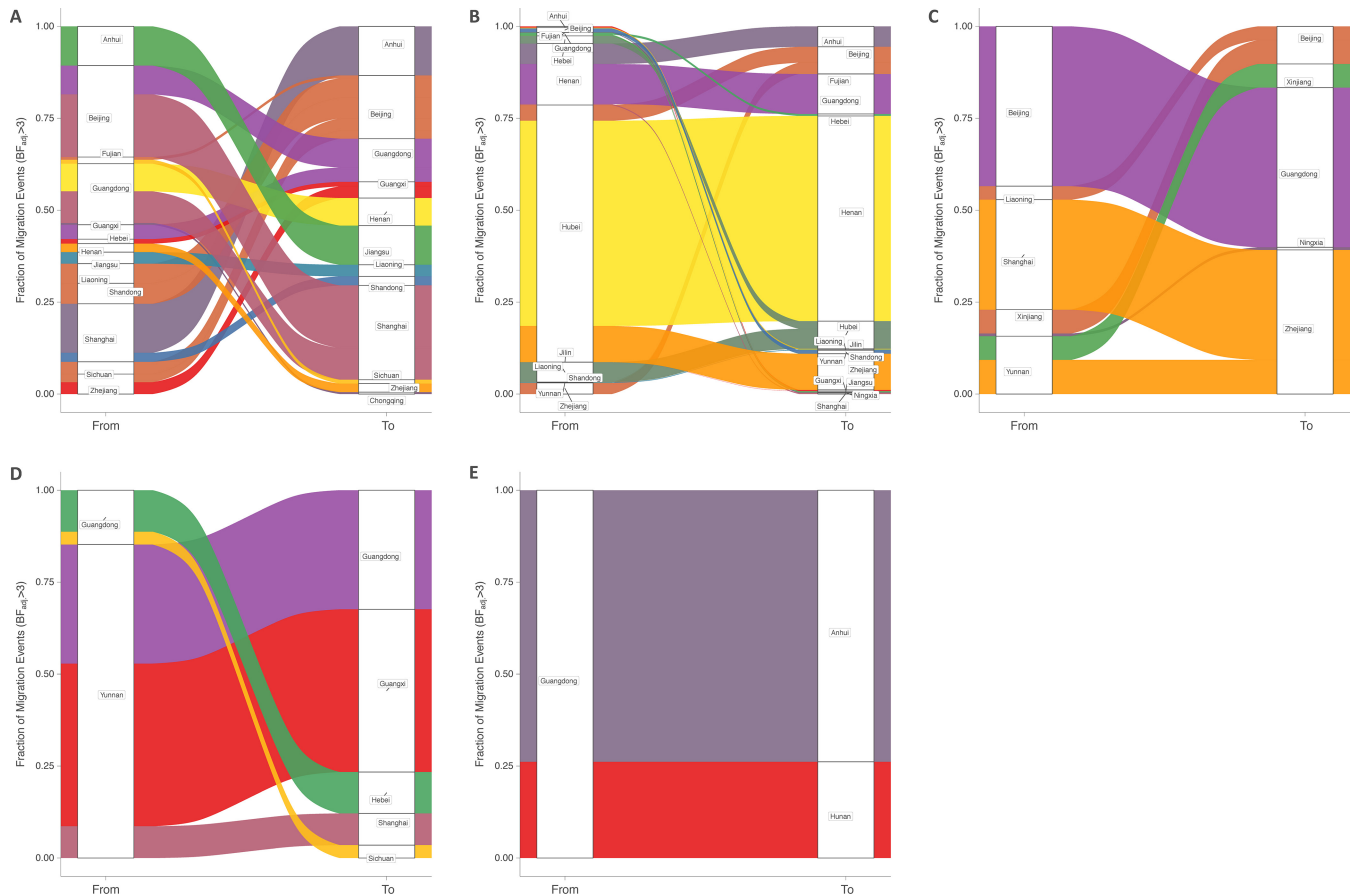 A
Fraction of Migration Events (BFadj.>3)
1.00
0.75
0.50
0.25
0.00
Anhui
Beijing
Fujian
Guangdong
Guangxi
Hebei
Henan
Jiangsu
Liaoning
Shandong
Shanghai
Sichuan
Zhejiang
Anhui
Beijing
Guangdong
Guangxi
Henan
Jiangsu
Liaoning
Shandong
Shanghai
Sichuan
Zhejiang
Chongqing
From
To
B
Fraction of Migration Events (BFadj.>3)
1.00
0.75
0.50
0.25
0.00
Anhui
Beijing
Fujian
Guangdong
Hebei
Henan
Hubei
Jilin
Liaoning
Shandong
Yunnan
Zhejiang
Anhui
Beijing
Fujian
Guangdong
Hebei
Henan
Hubei
Liaoning
Jilin
Shandong
Yunnan
Zhejiang
Guangxi
Jiangsu
Ningxia
Shanghai
From
To
C
Fraction of Migration Events (BFadj.>3)
1.00
0.75
0.50
0.25
0.00
Beijing
Liaoning
Shanghai
Xinjiang
Yunnan
Beijing
Xinjiang
Guangdong
Ningxia
Zhejiang
From
To
D
Fraction of Migration Events (BFadj.>3)
1.00
0.75
0.50
0.25
0.00
Guangdong
Yunnan
Guangdong
Guangxi
Hebei
Shanghai
Sichuan
From
To
E
Fraction of Migration Events (BFadj.>3)
1.00
0.75
0.50
0.25
0.00
Guangdong
Anhui
Hunan
From
To